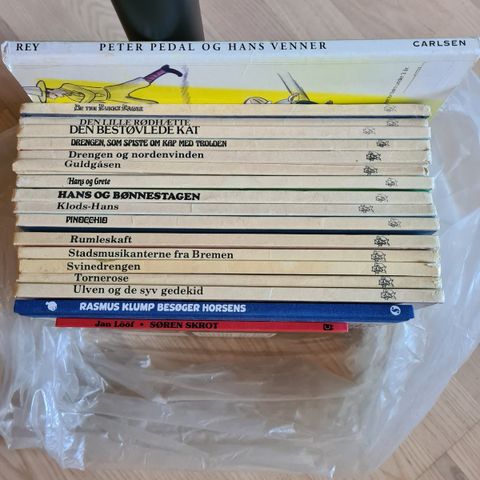 REY PETER PEDAL OG HANS VENNER CARLSEN
DE TRE BUKKE BRUSE
DEN LILLE RØDHÆTTE
DEN BESTØVLEDE KAT
DRENGEN, SOM SPISTE OM KAP MED TROLDEN
Drengen og nordenvinden
Guldgåsen
Hans og Grete
HANS OG BØNNESTAGEN
Klods-Hans
PINOCCHIO
Rumleskaft
Stadsmusikanterne fra Bremen
Svinedrengen
Tornerose
Ulven og de syv gedekid
RASMUS KLUMP BESØGER HORSENS
Jan Lööf • SØREN SKROT